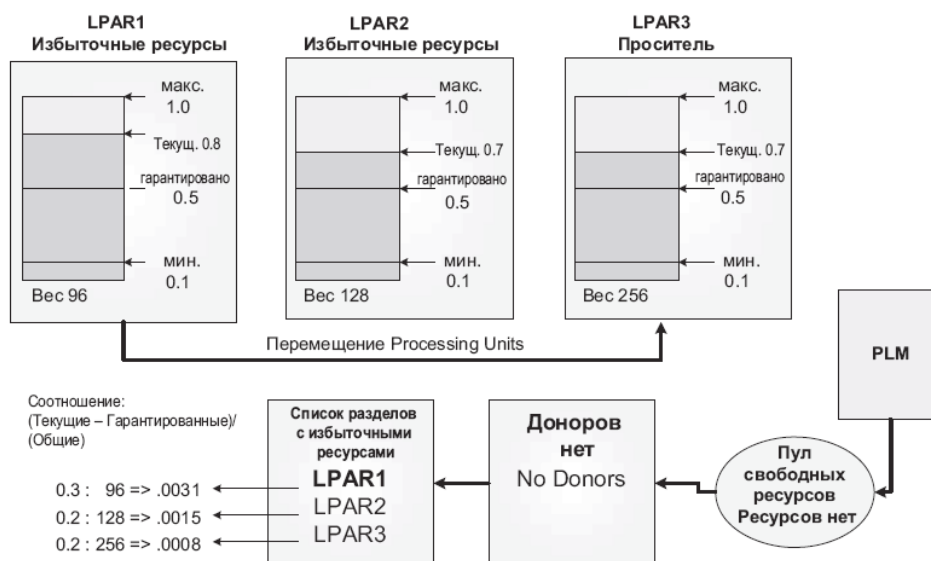 LPAR1
Избыточные ресурсы
макс.
1.0
Текущ. 0.8
гарантировано
0.5
мин.
0.1
Вес 96
LPAR2
Избыточные ресурсы
макс.
1.0
Текущ. 0.7
гарантировано
0.5
мин.
0.1
Вес 128
LPAR3
Проситель
макс.
1.0
Текущ. 0.7
гарантировано
0.5
мин.
0.1
Вес 256
Перемещение Processing Units
PLM
Соотношение:
(Текущие – Гарантированные)/
(Общие)
0.3 : 96 => .0031
0.2 : 128 => .0015
0.2 : 256 => .0008
Список разделов
с избыточными
ресурсами
LPAR1
LPAR2
LPAR3
Доноров
нет
No Donors
Пул
свободных
ресурсов
Ресурсов нет